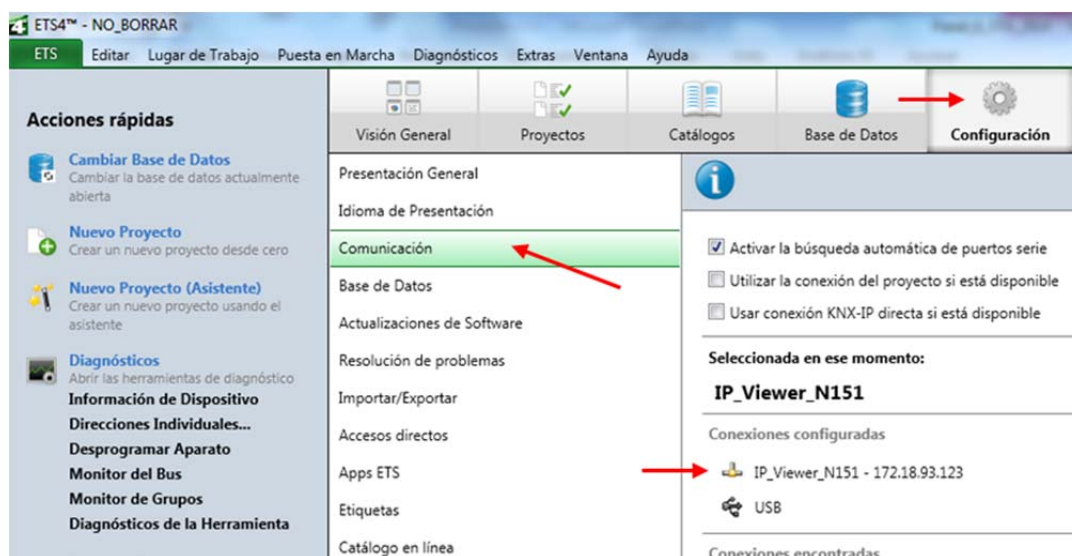 ETS4™ - NO_BORRAR
ETS Editar Lugar de Trabajo Puesta en Marcha Diagnósticos Extras Ventana Ayuda
Visión General Proyectos Catálogos Base de Datos Configuración
Acciones rápidas
Cambiar Base de Datos
Cambiar la base de datos actualmente
abierta
Nuevo Proyecto
Crear un nuevo proyecto desde cero
Nuevo Proyecto (Asistente)
Crear un nuevo proyecto usando el
asistente
Diagnósticos
Abrir las herramientas de diagnóstico
Información de Dispositivo
Direcciones Individuales...
Desprogramar Aparato
Monitor del Bus
Monitor de Grupos
Diagnósticos de la Herramienta
Presentación General
Idioma de Presentación
Comunicación
Base de Datos
Actualizaciones de Software
Resolución de problemas
Importar/Exportar
Accesos directos
Apps ETS
Etiquetas
Catálogo en línea
Activar la búsqueda automática de puertos serie
Utilizar la conexión del proyecto si está disponible
Usar conexión KNX-IP directa si está disponible
Seleccionada en ese momento:
IP_Viewer_N151
Conexiones configuradas
IP_Viewer_N151 - 172.18.93.123
USB
Conexiones encontradas